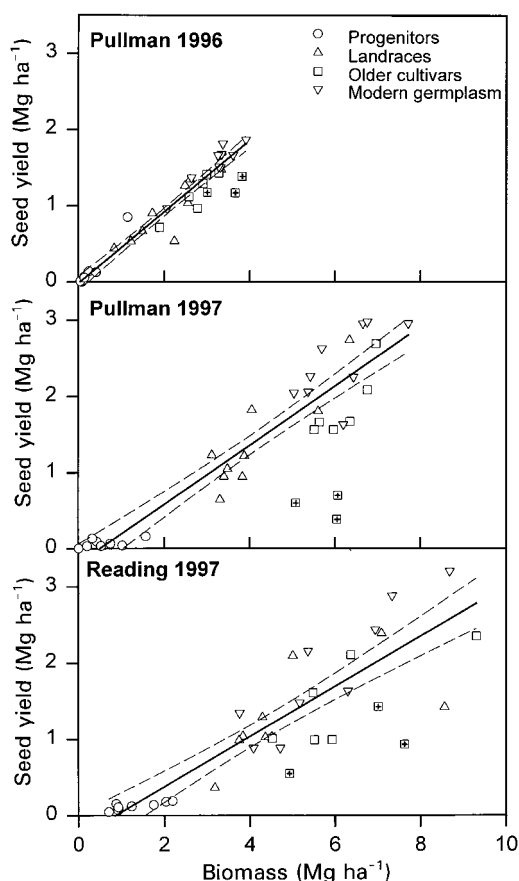 Pullman 1996
Progenitors
Landraces
Older cultivars
Modern germplasm
Seed yield (Mg ha⁻¹)
3
2
1
0
Pullman 1997
Seed yield (Mg ha⁻¹)
3
2
1
0
Reading 1997
Seed yield (Mg ha⁻¹)
3
2
1
0
0 2 4 6 8 10
Biomass (Mg ha⁻¹)